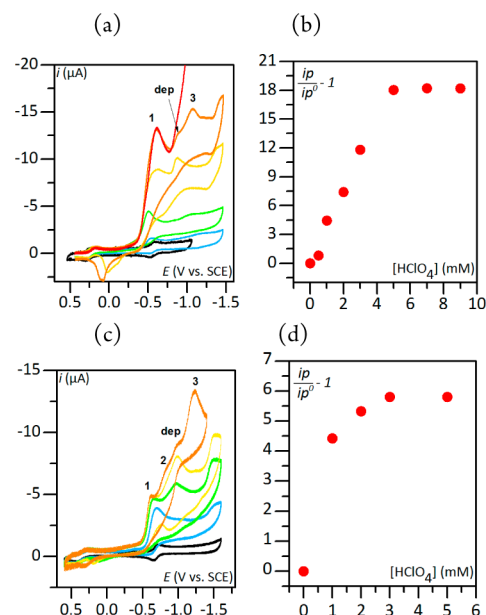 (a)
(b)
i (μA)
dep
1
3
E (V vs. SCE)
-20
-15
-10
-5
0
0.5 0.0 -0.5 -1.0 -1.5
ip/ip⁰ - 1
[HClO₄] (mM)
21
18
15
12
9
6
3
0
0 2 4 6 8 10
(c)
(d)
i (μA)
3
dep
2
1
E (V vs. SCE)
-15
-10
-5
0
0.5 0.0 -0.5 -1.0 -1.5
ip/ip⁰ - 1
[HClO₄] (mM)
7
6
5
4
3
2
1
0
0 1 2 3 4 5 6